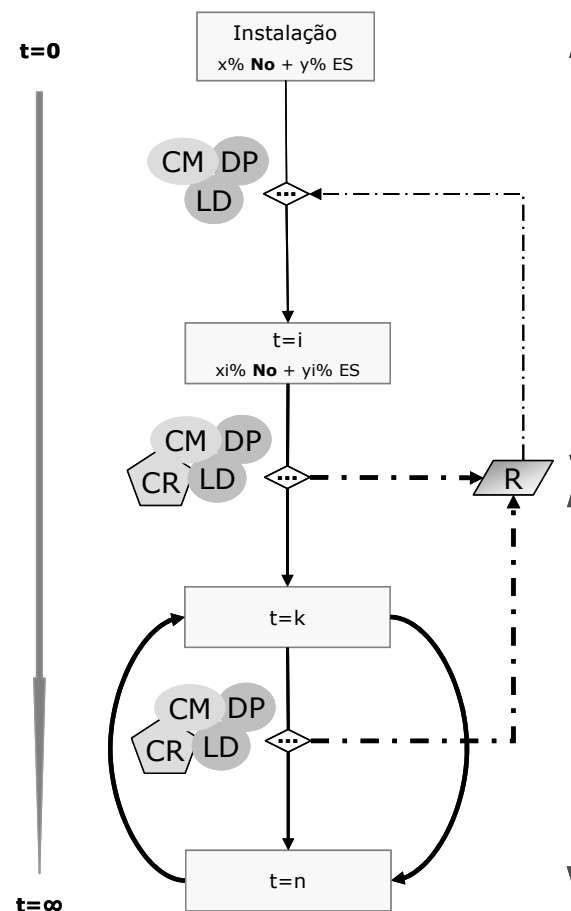 t=0
Instalação
x% No + y% ES
CM DP
LD
...
t=i
xi% No + yi% ES
CM DP
CR LD
...
R
t=k
CM DP
CR LD
...
t=n
t=∞